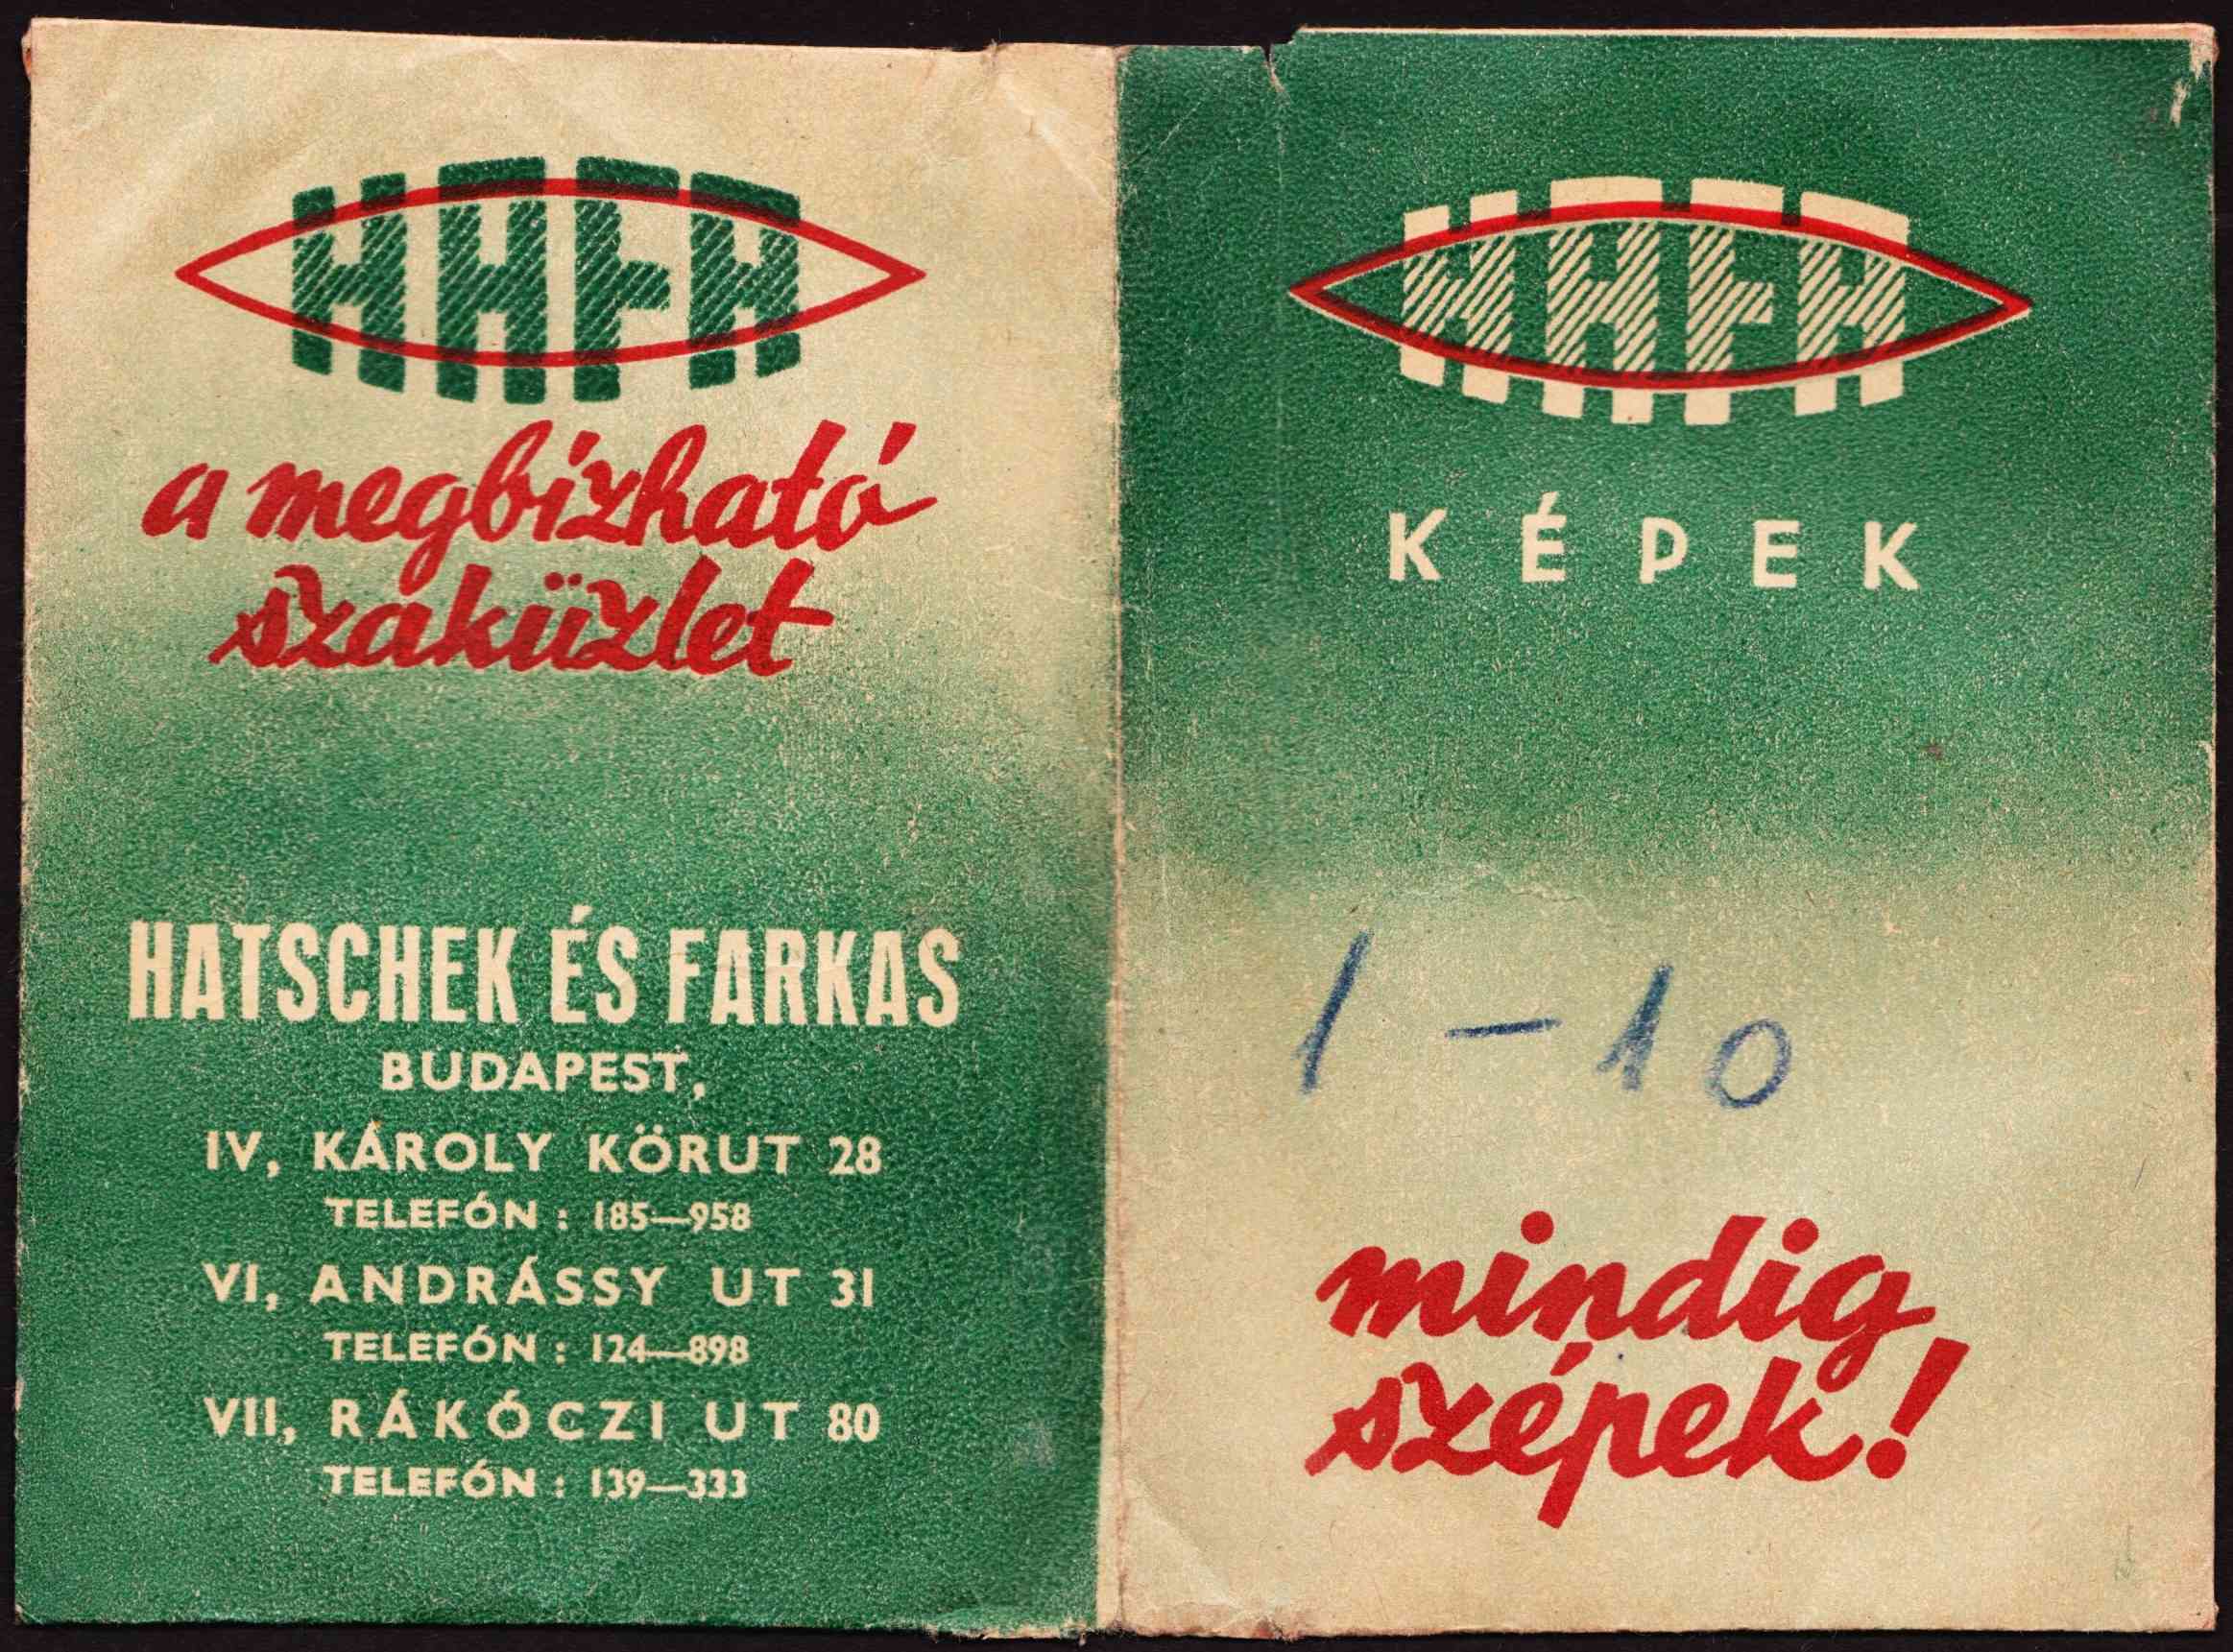 HAFA
a megbízható
szaküzlet
HATSCHEK ÉS FARKAS
BUDAPEST,
IV, KÁROLY KÖRUT 28
TELEFÓN : 185—958
VI, ANDRÁSSY UT 31
TELEFÓN : 124—898
VII, RÁKÓCZI UT 80
TELEFÓN : 139—333
HAFA
KÉPEK
1 – 10
mindig
szépek!